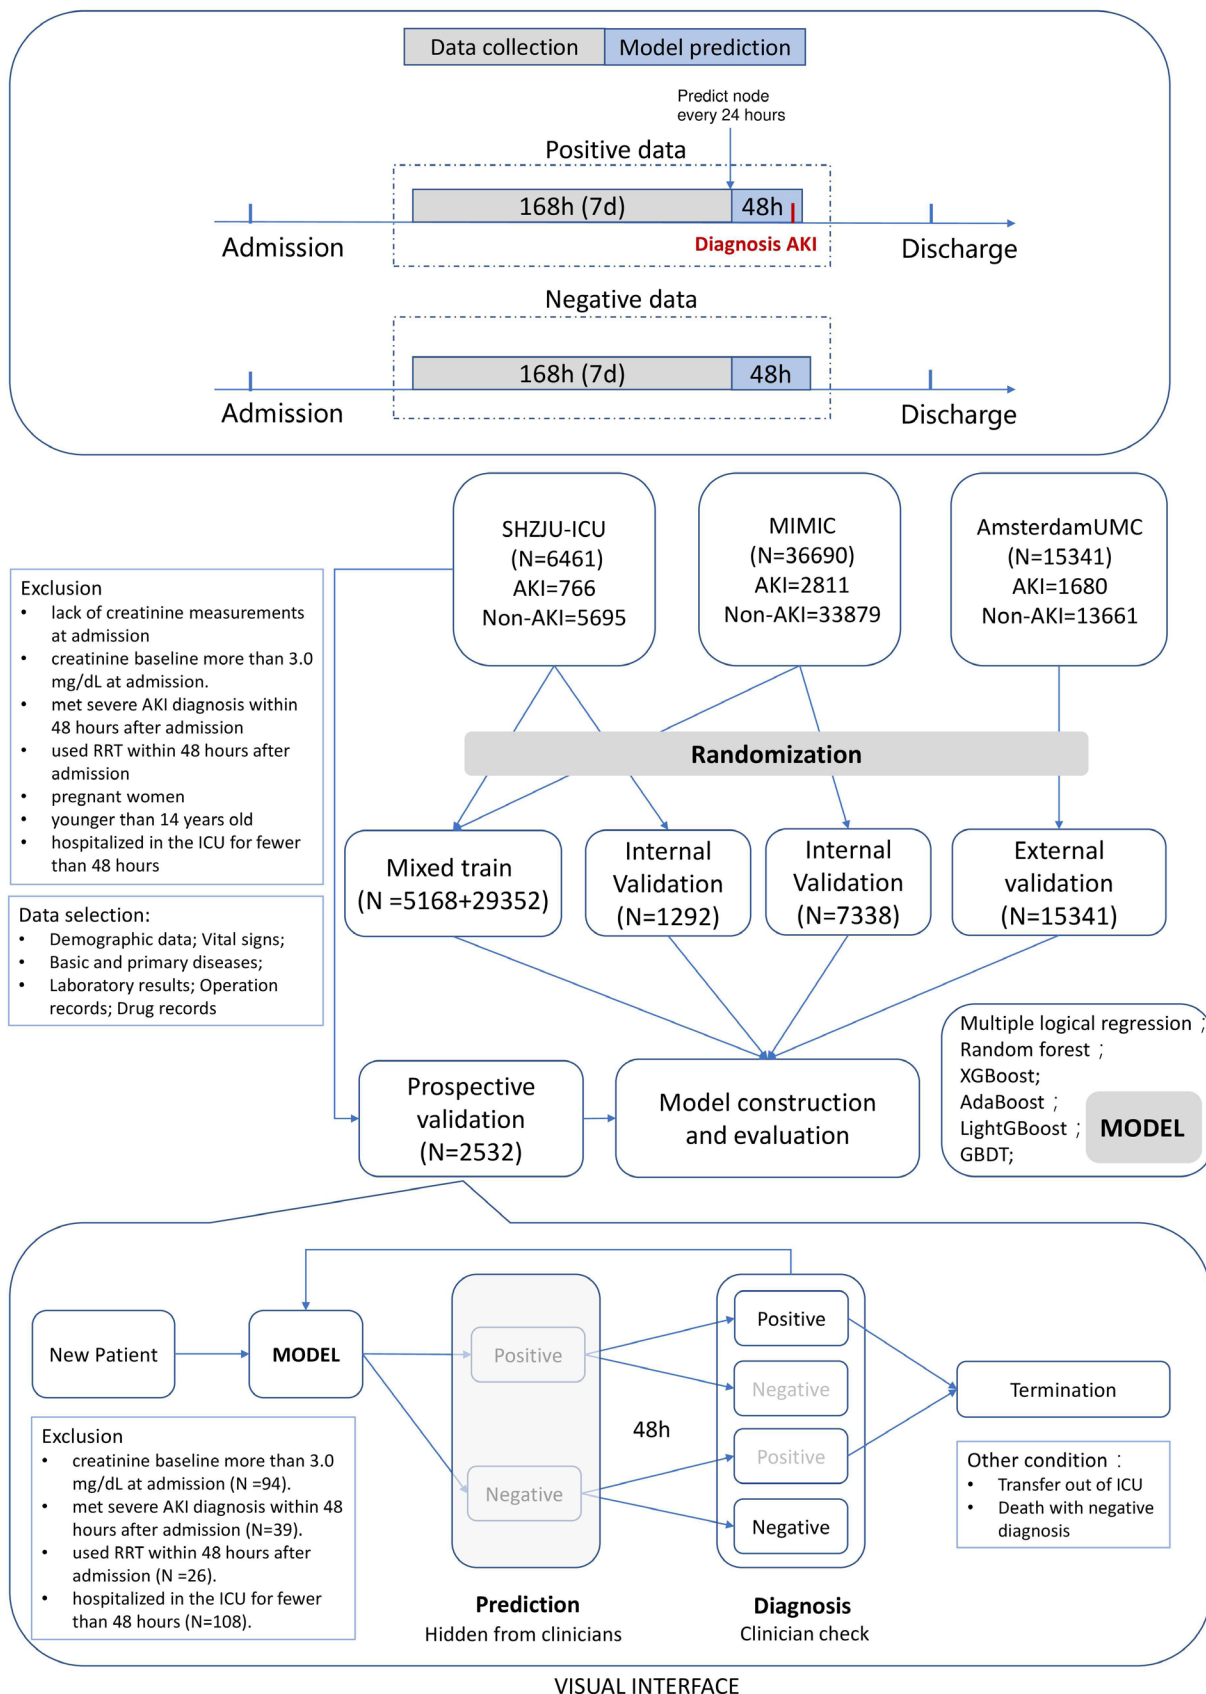 Data collection
Model prediction
Predict node
every 24 hours
Positive data
168h (7d)
48h
Diagnosis AKI
Admission
Discharge
Negative data
168h (7d)
48h
Admission
Discharge
SHZJU-ICU
(N=6461)
AKI=766
Non-AKI=5695
MIMIC
(N=36690)
AKI=2811
Non-AKI=33879
AmsterdamUMC
(N=15341)
AKI=1680
Non-AKI=13661
Exclusion
• lack of creatinine measurements
at admission
• creatinine baseline more than 3.0
mg/dL at admission.
• met severe AKI diagnosis within
48 hours after admission
• used RRT within 48 hours after
admission
• pregnant women
• younger than 14 years old
• hospitalized in the ICU for fewer
than 48 hours
Randomization
Mixed train
(N =5168+29352)
Internal
Validation
(N=1292)
Internal
Validation
(N=7338)
External
validation
(N=15341)
Data selection:
• Demographic data; Vital signs;
• Basic and primary diseases;
• Laboratory results; Operation
records; Drug records
Prospective
validation
(N=2532)
Model construction
and evaluation
Multiple logical regression ；
Random forest ；
XGBoost;
AdaBoost ；
LightGBoost ；
GBDT;
MODEL
New Patient
MODEL
Positive
Negative
48h
Positive
Negative
Positive
Negative
Termination
Exclusion
• creatinine baseline more than 3.0
mg/dL at admission (N =94).
• met severe AKI diagnosis within 48
hours after admission (N=39).
• used RRT within 48 hours after
admission (N =26).
• hospitalized in the ICU for fewer
than 48 hours (N=108).
Other condition ：
• Transfer out of ICU
• Death with negative
diagnosis
Prediction
Hidden from clinicians
Diagnosis
Clinician check
VISUAL INTERFACE